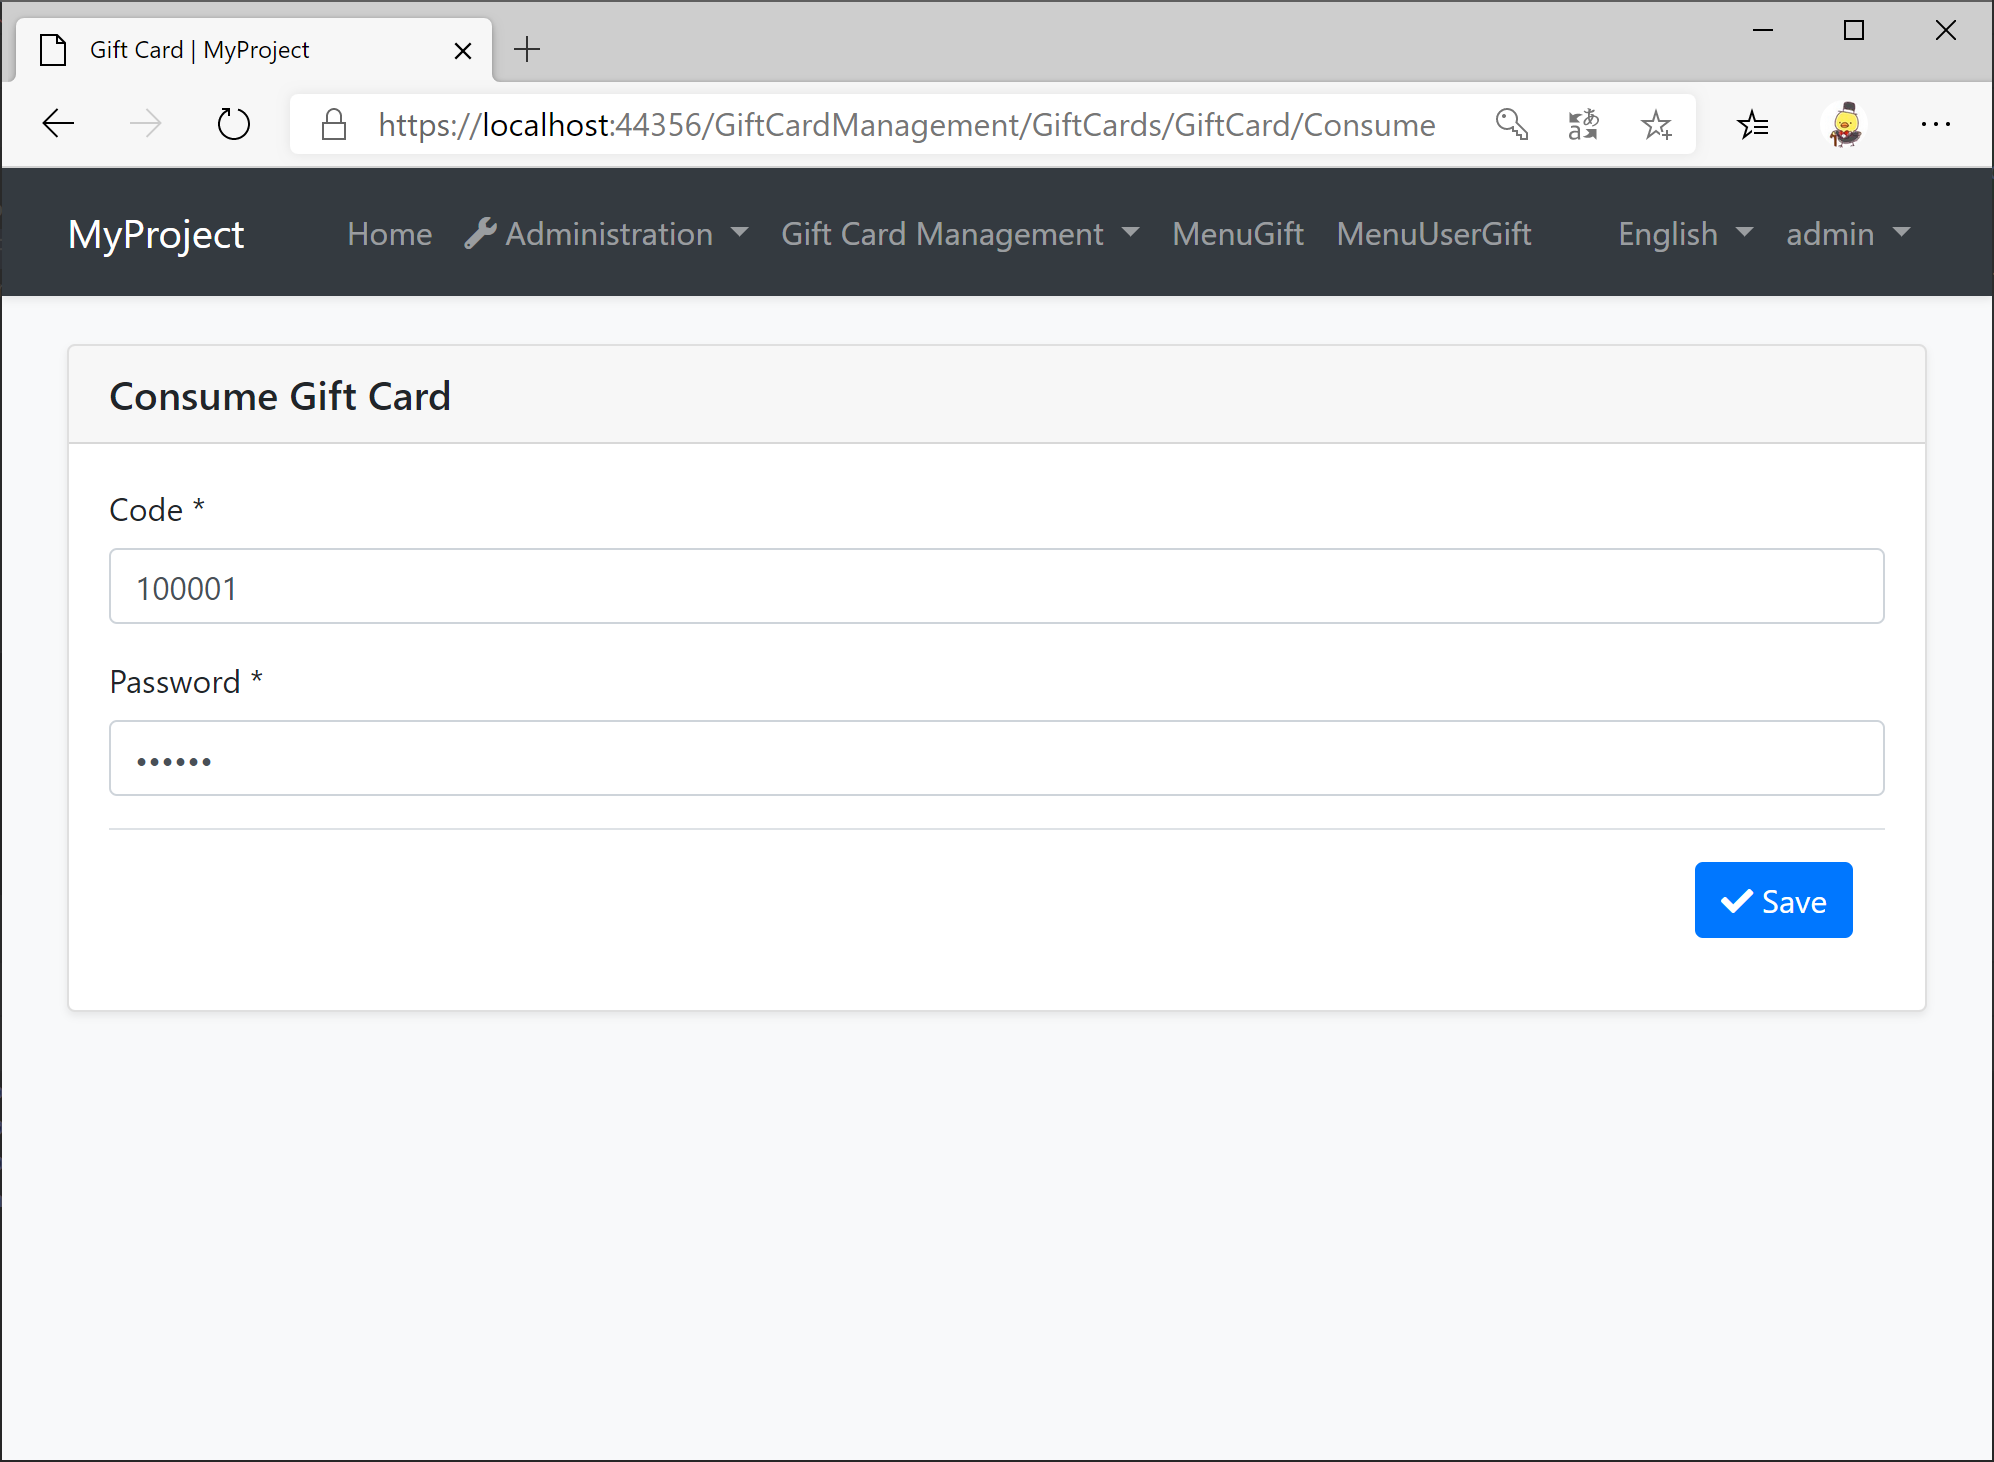 Gift Card | MyProject
https://localhost:44356/GiftCardManagement/GiftCards/GiftCard/Consume
MyProject Home Administration Gift Card Management MenuGift MenuUserGift English admin
Consume Gift Card
Code *
100001
Password *
••••••
Save